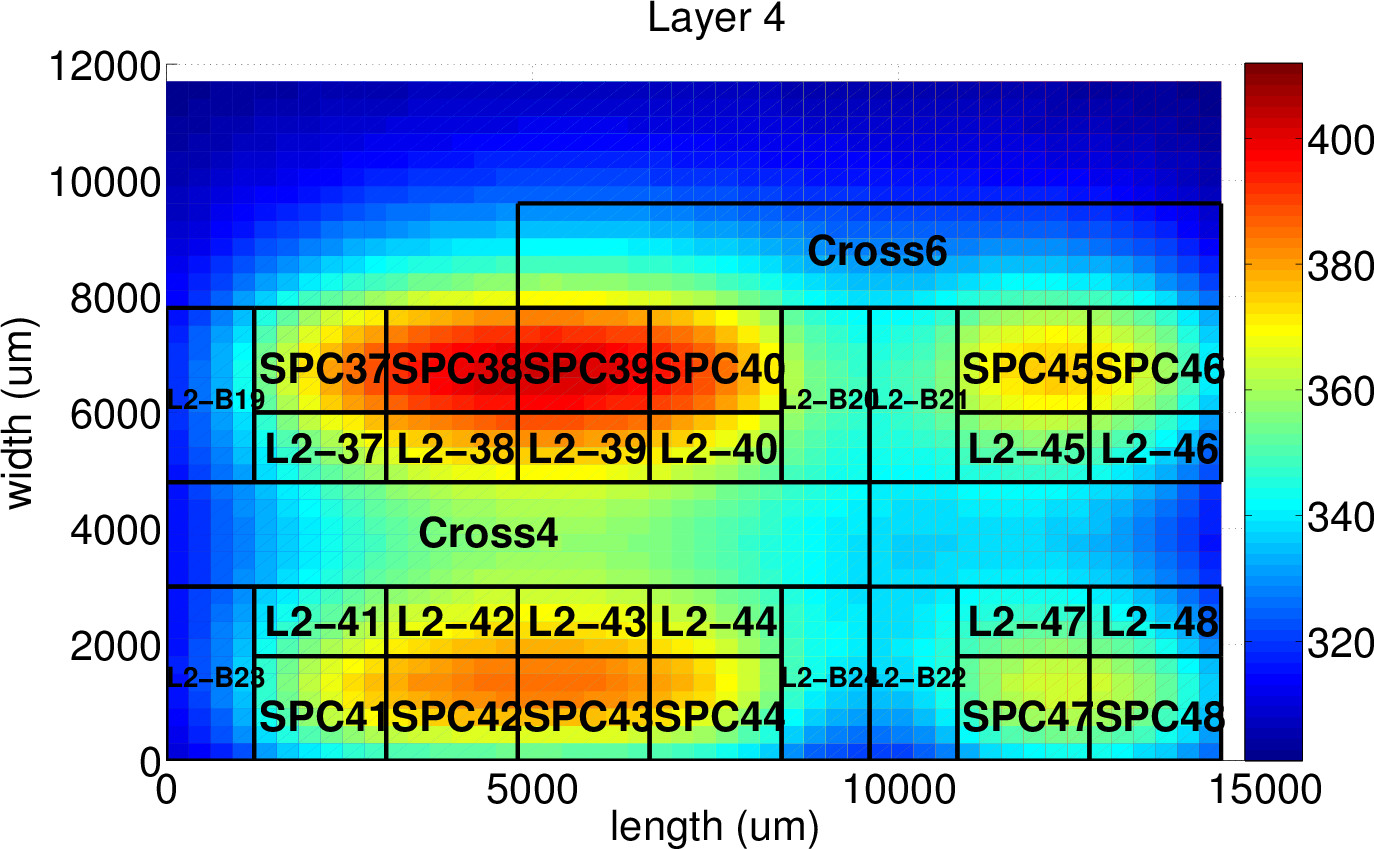 Layer 4
12000
10000
8000
6000
4000
2000
0
width (um)
0 5000 10000 15000
length (um)
400
380
360
340
320
Cross6
SPC37 SPC38 SPC39 SPC40 SPC45 SPC46
L2-B19 L2-B20 L2-B21
L2-37 L2-38 L2-39 L2-40 L2-45 L2-46
Cross4
L2-41 L2-42 L2-43 L2-44 L2-47 L2-48
L2-B23 L2-B24 L2-B22
SPC41 SPC42 SPC43 SPC44 SPC47 SPC48